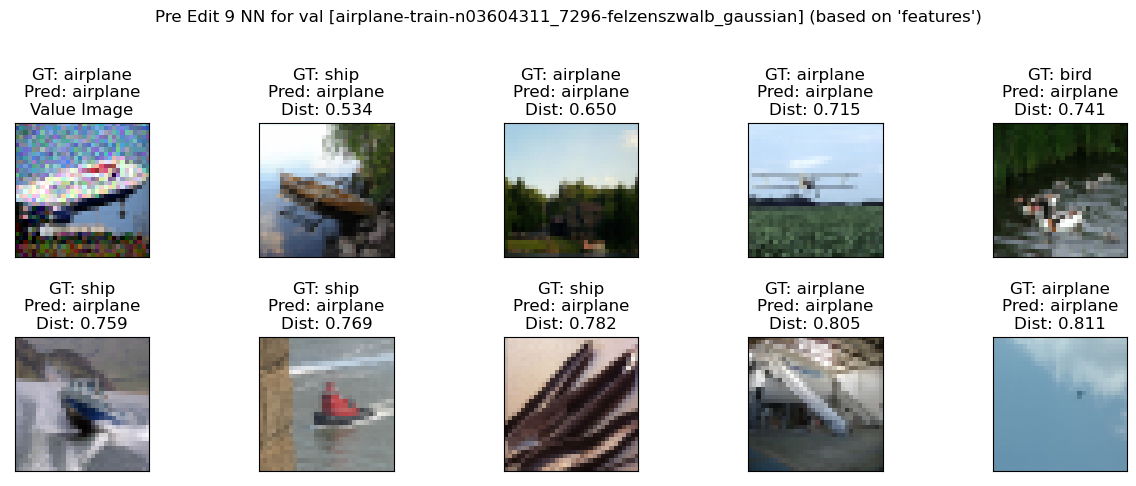 Pre Edit 9 NN for val [airplane-train-n03604311_7296-felzenszwalb_gaussian] (based on 'features')
GT: airplane
Pred: airplane
Value Image
GT: ship
Pred: airplane
Dist: 0.534
GT: airplane
Pred: airplane
Dist: 0.650
GT: airplane
Pred: airplane
Dist: 0.715
GT: bird
Pred: airplane
Dist: 0.741
GT: ship
Pred: airplane
Dist: 0.759
GT: ship
Pred: airplane
Dist: 0.769
GT: ship
Pred: airplane
Dist: 0.782
GT: airplane
Pred: airplane
Dist: 0.805
GT: airplane
Pred: airplane
Dist: 0.811